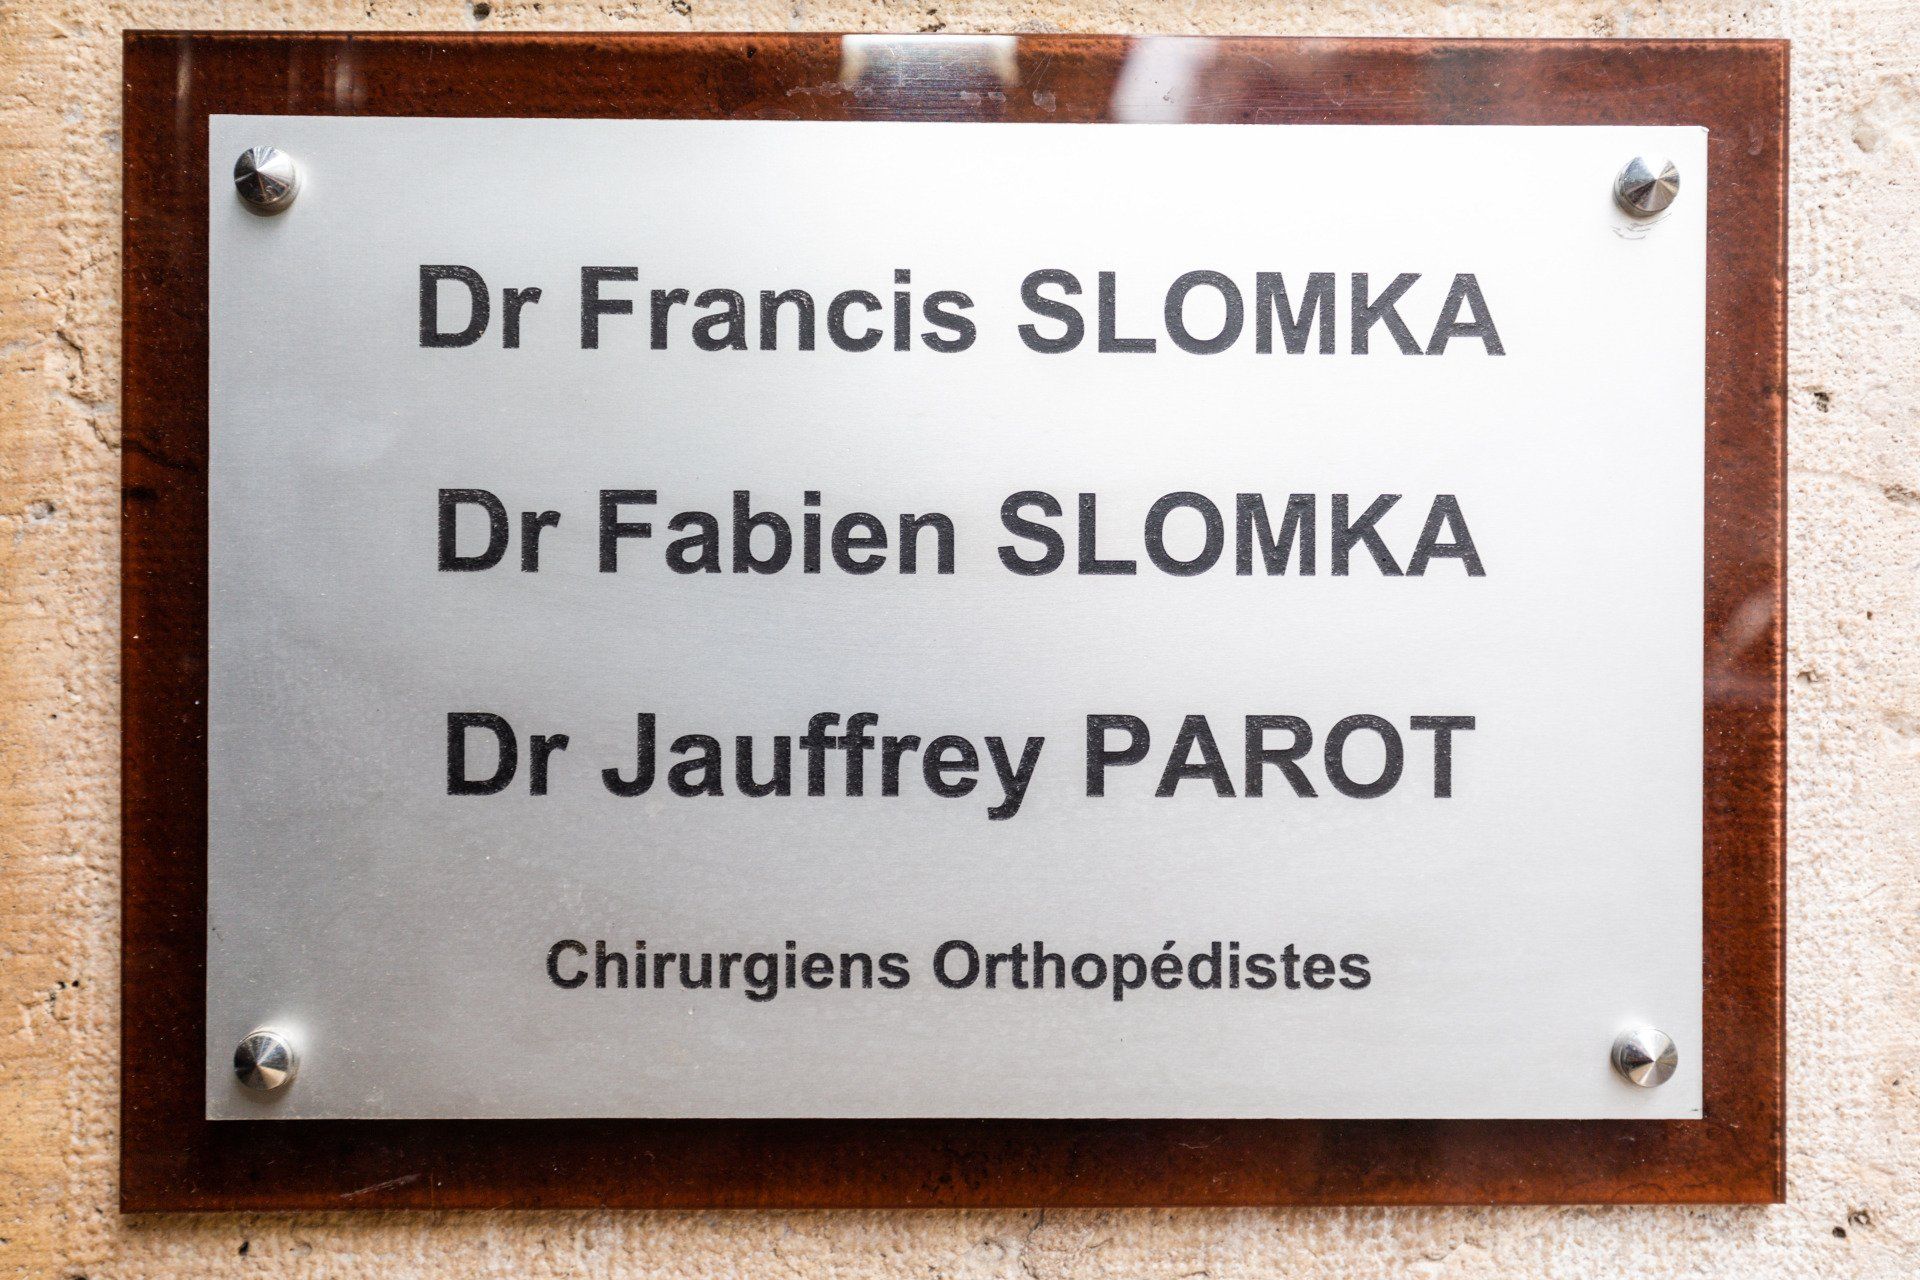 Dr Francis SLOMKA
Dr Fabien SLOMKA
Dr Jauffrey PAROT
Chirurgiens Orthopédistes